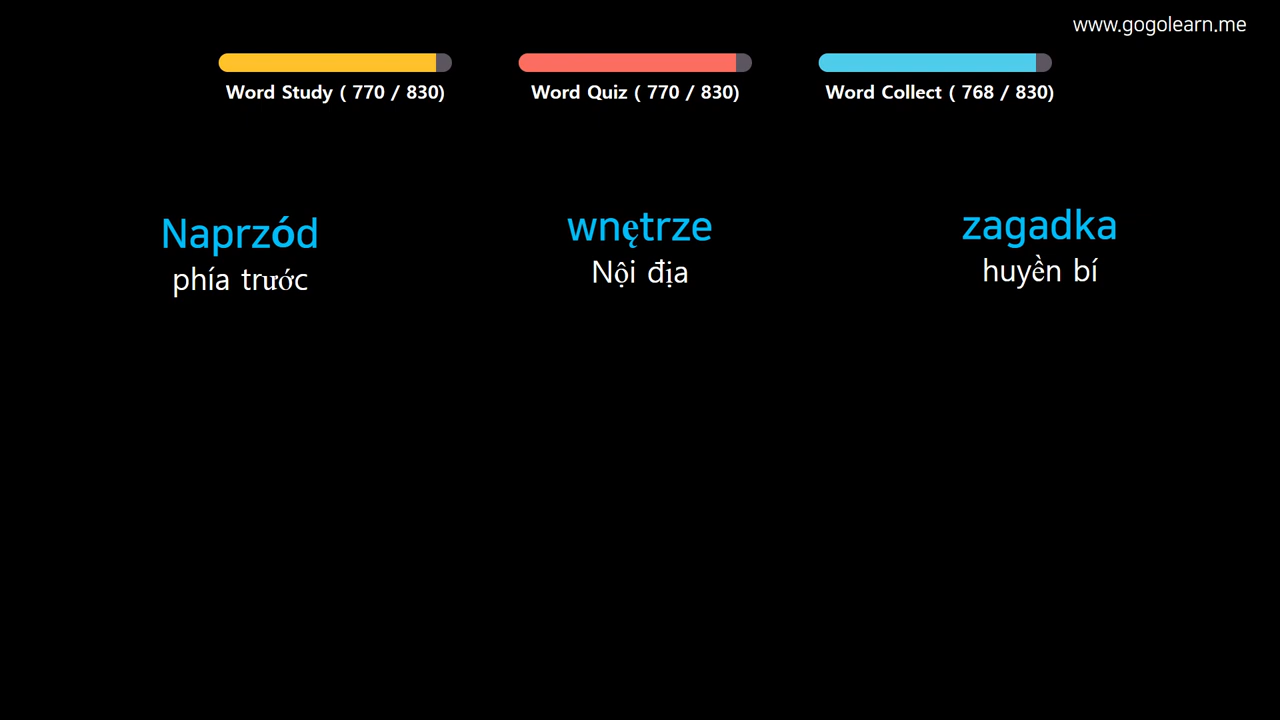 www.gogolearn.me
Word Study ( 770 / 830)
Word Quiz ( 770 / 830)
Word Collect ( 768 / 830)
Naprzód
phía trước
wnętrze
Nội địa
zagadka
huyền bí